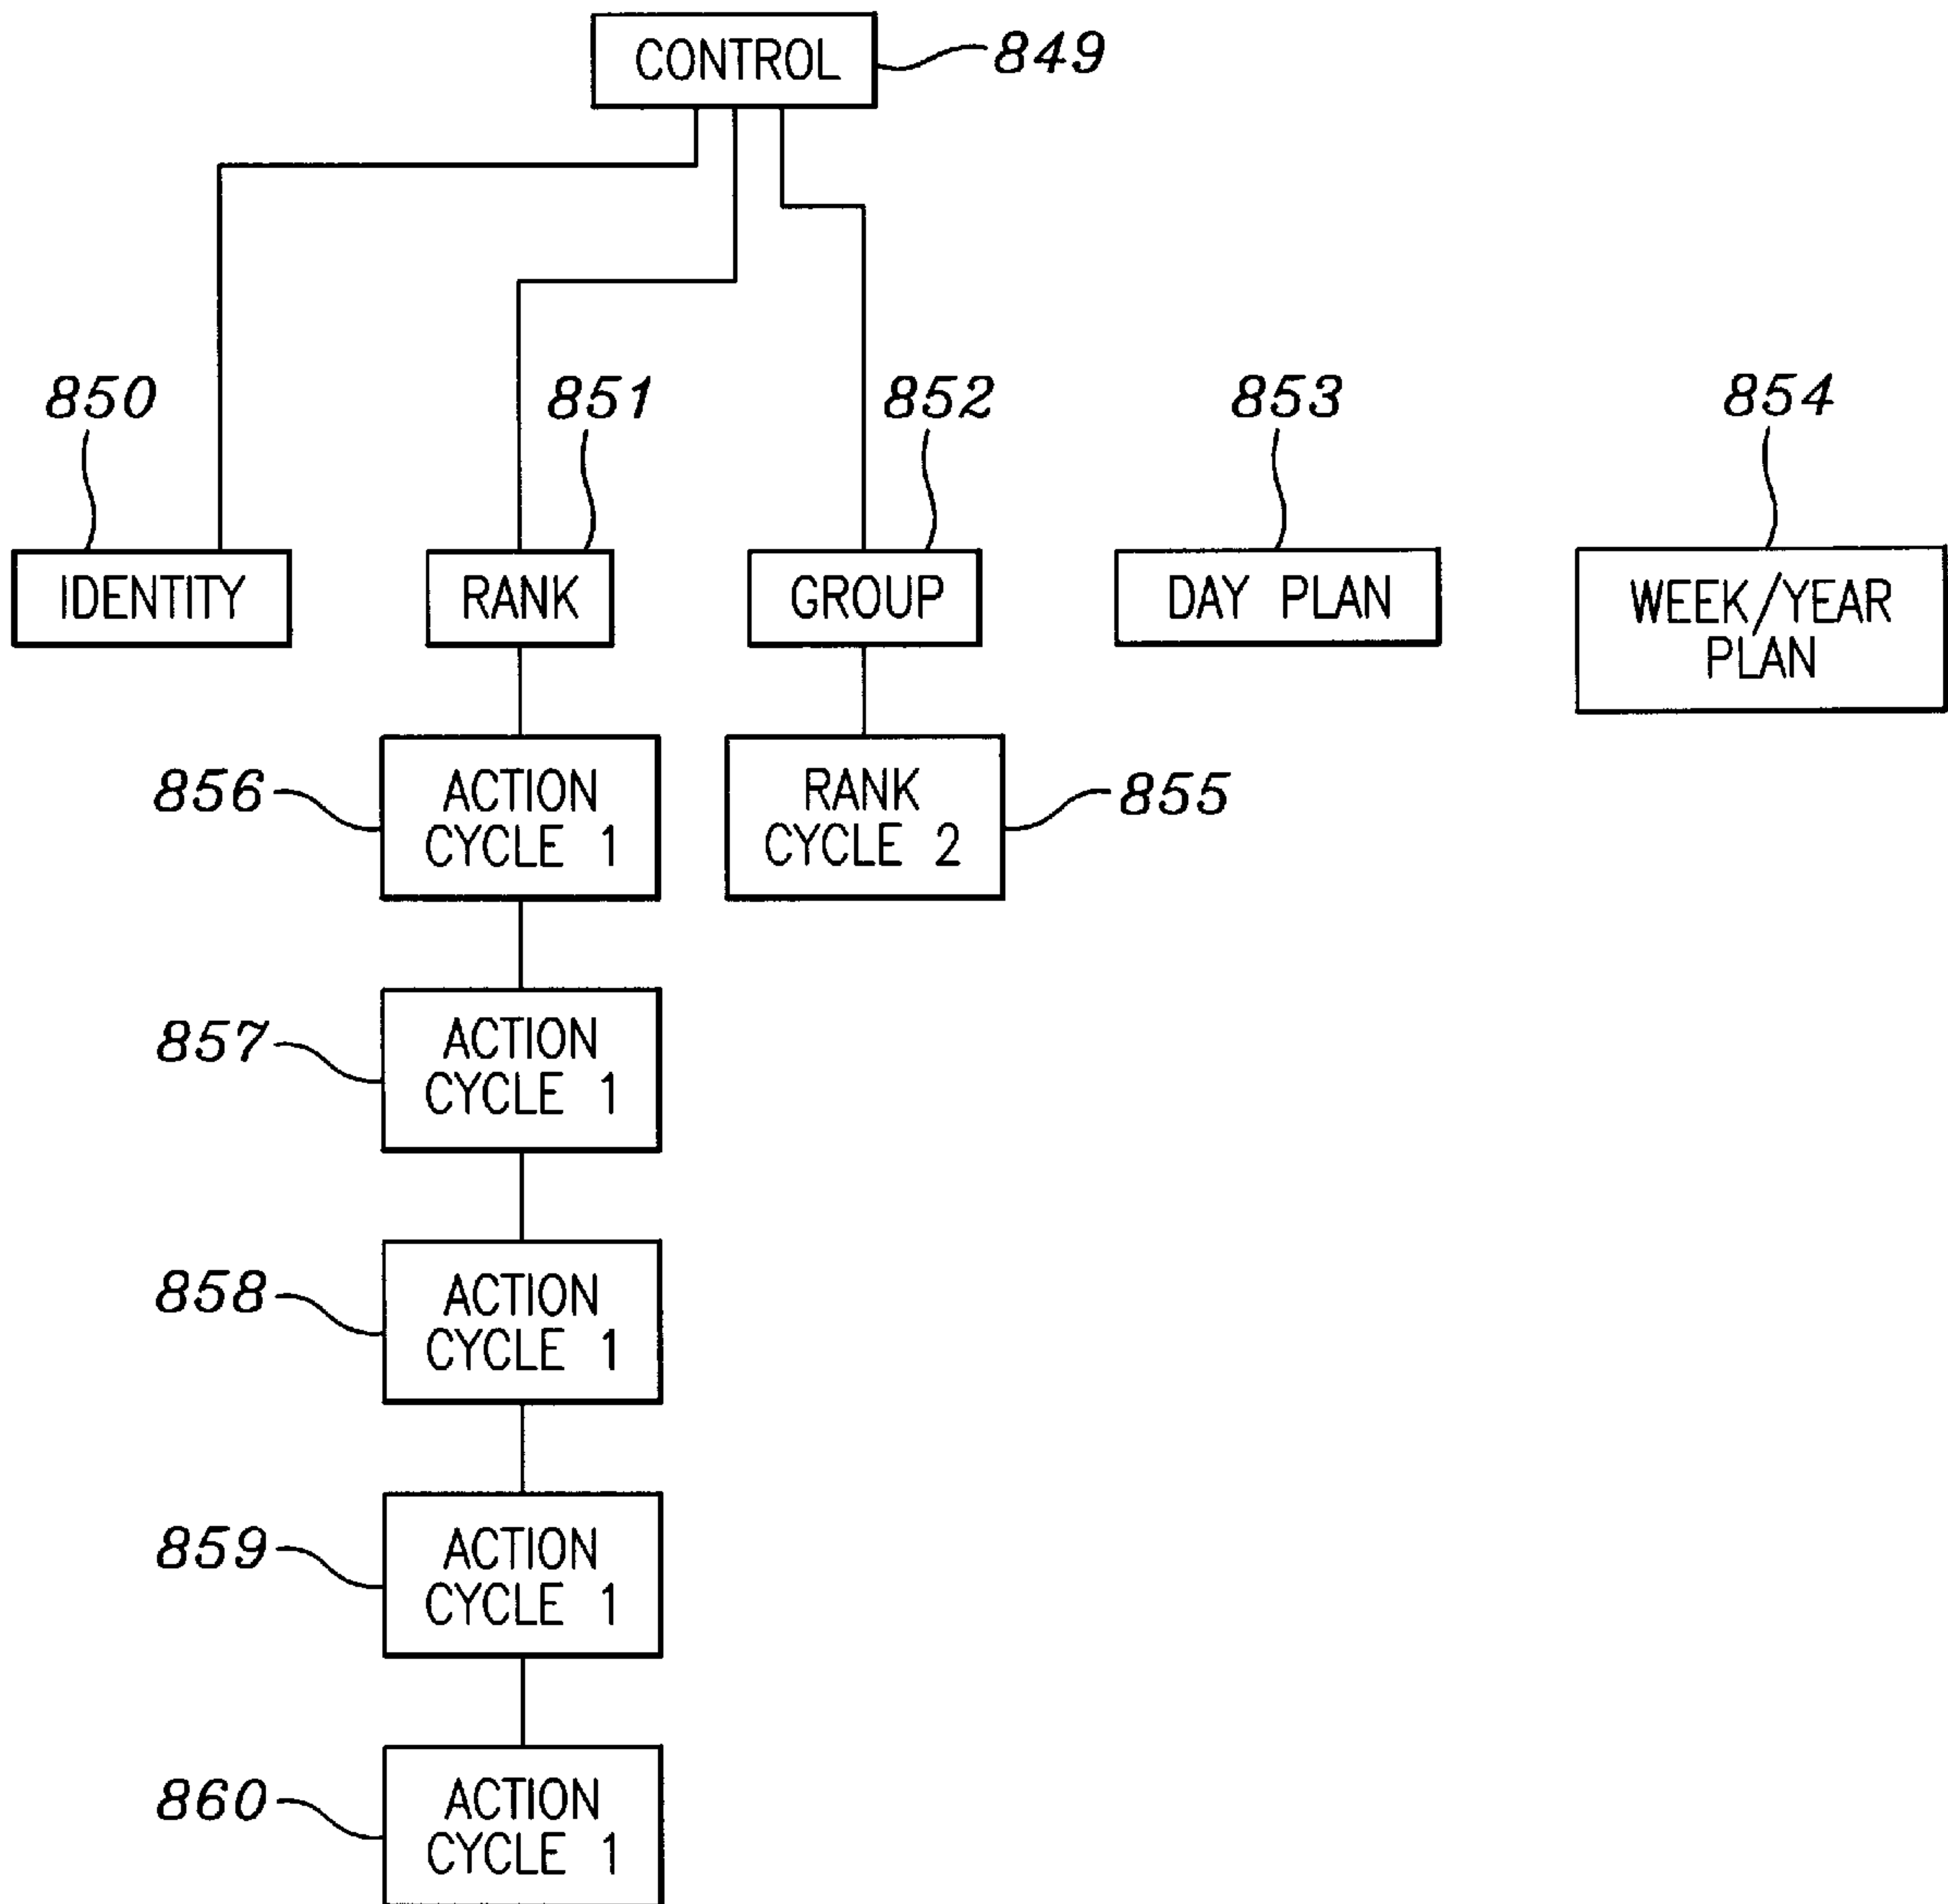 CONTROL
849
850
851
852
853
854
IDENTITY
RANK
GROUP
DAY PLAN
WEEK/YEAR
PLAN
856
ACTION
CYCLE 1
RANK
CYCLE 2
855
857
ACTION
CYCLE 1
858
ACTION
CYCLE 1
859
ACTION
CYCLE 1
860
ACTION
CYCLE 1